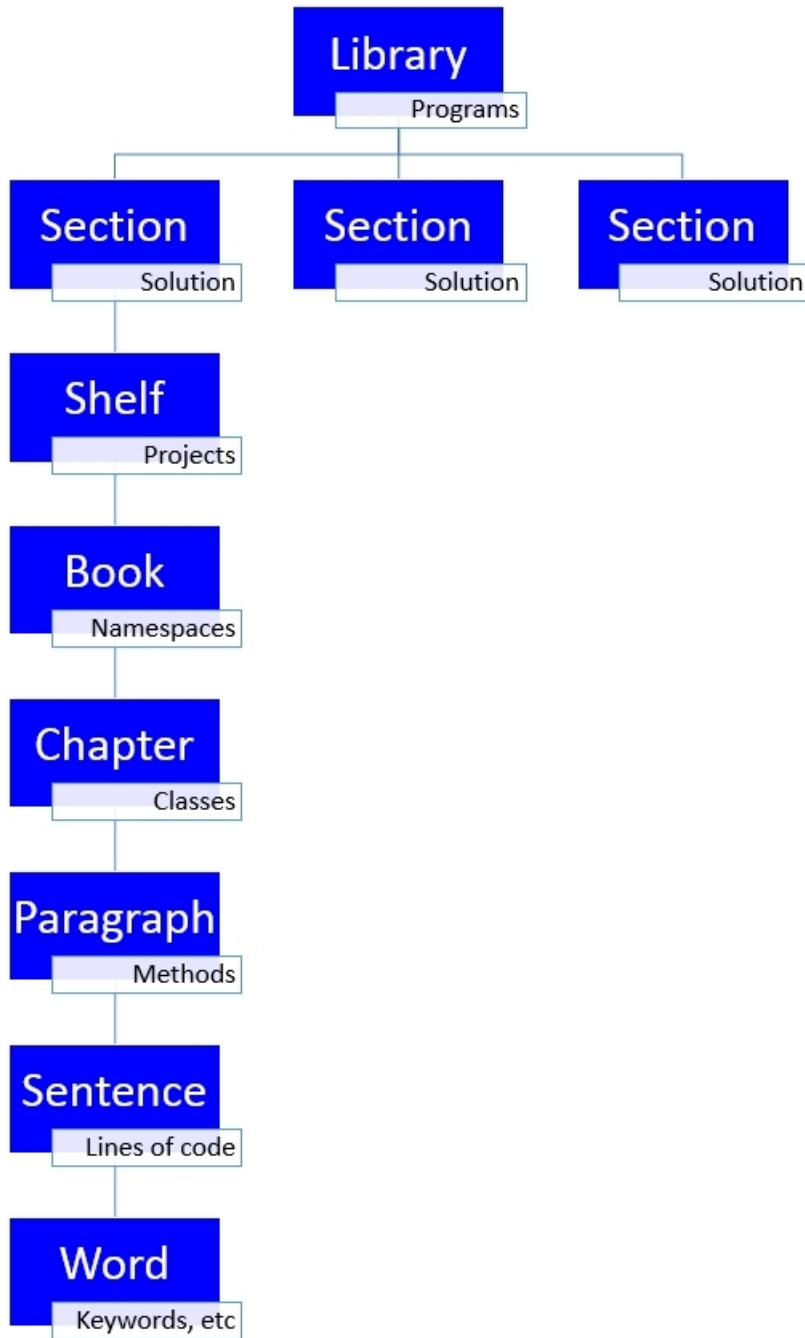 Library
Programs
Section
Solution
Section
Solution
Section
Solution
Shelf
Projects
Book
Namespaces
Chapter
Classes
Paragraph
Methods
Sentence
Lines of code
Word
Keywords, etc